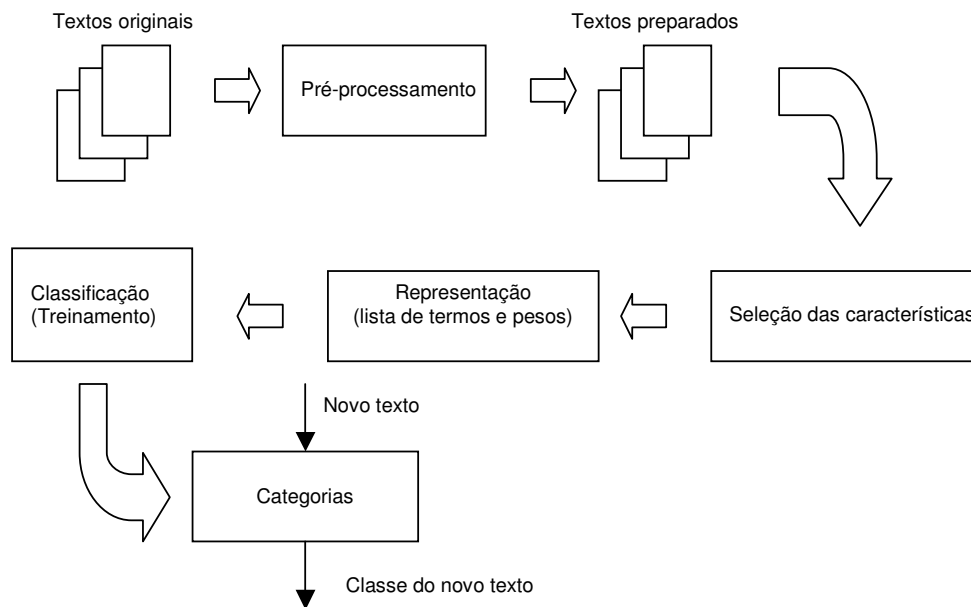 Textos originais
Textos preparados
Pré-processamento
Classificação
(Treinamento)
Representação
(lista de termos e pesos)
Seleção das características
Novo texto
Categorias
Classe do novo texto